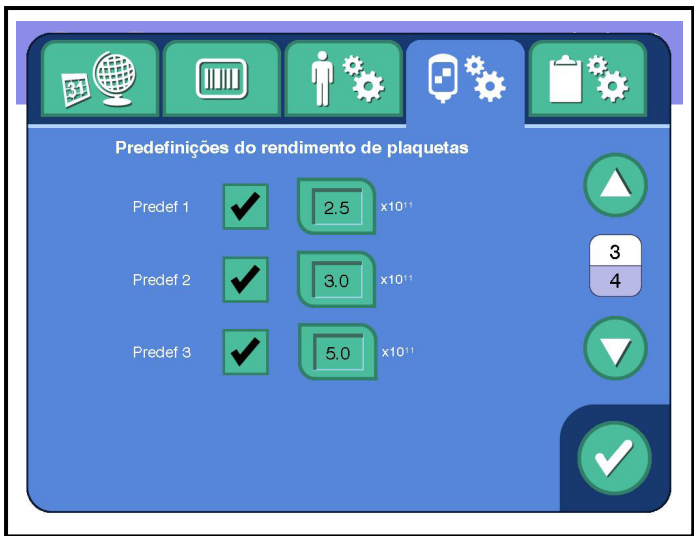 31
Predefinições do rendimento de plaquetas
Predef 1 2.5 x10¹¹
3
Predef 2 3.0 x10¹¹
4
Predef 3 5.0 x10¹¹